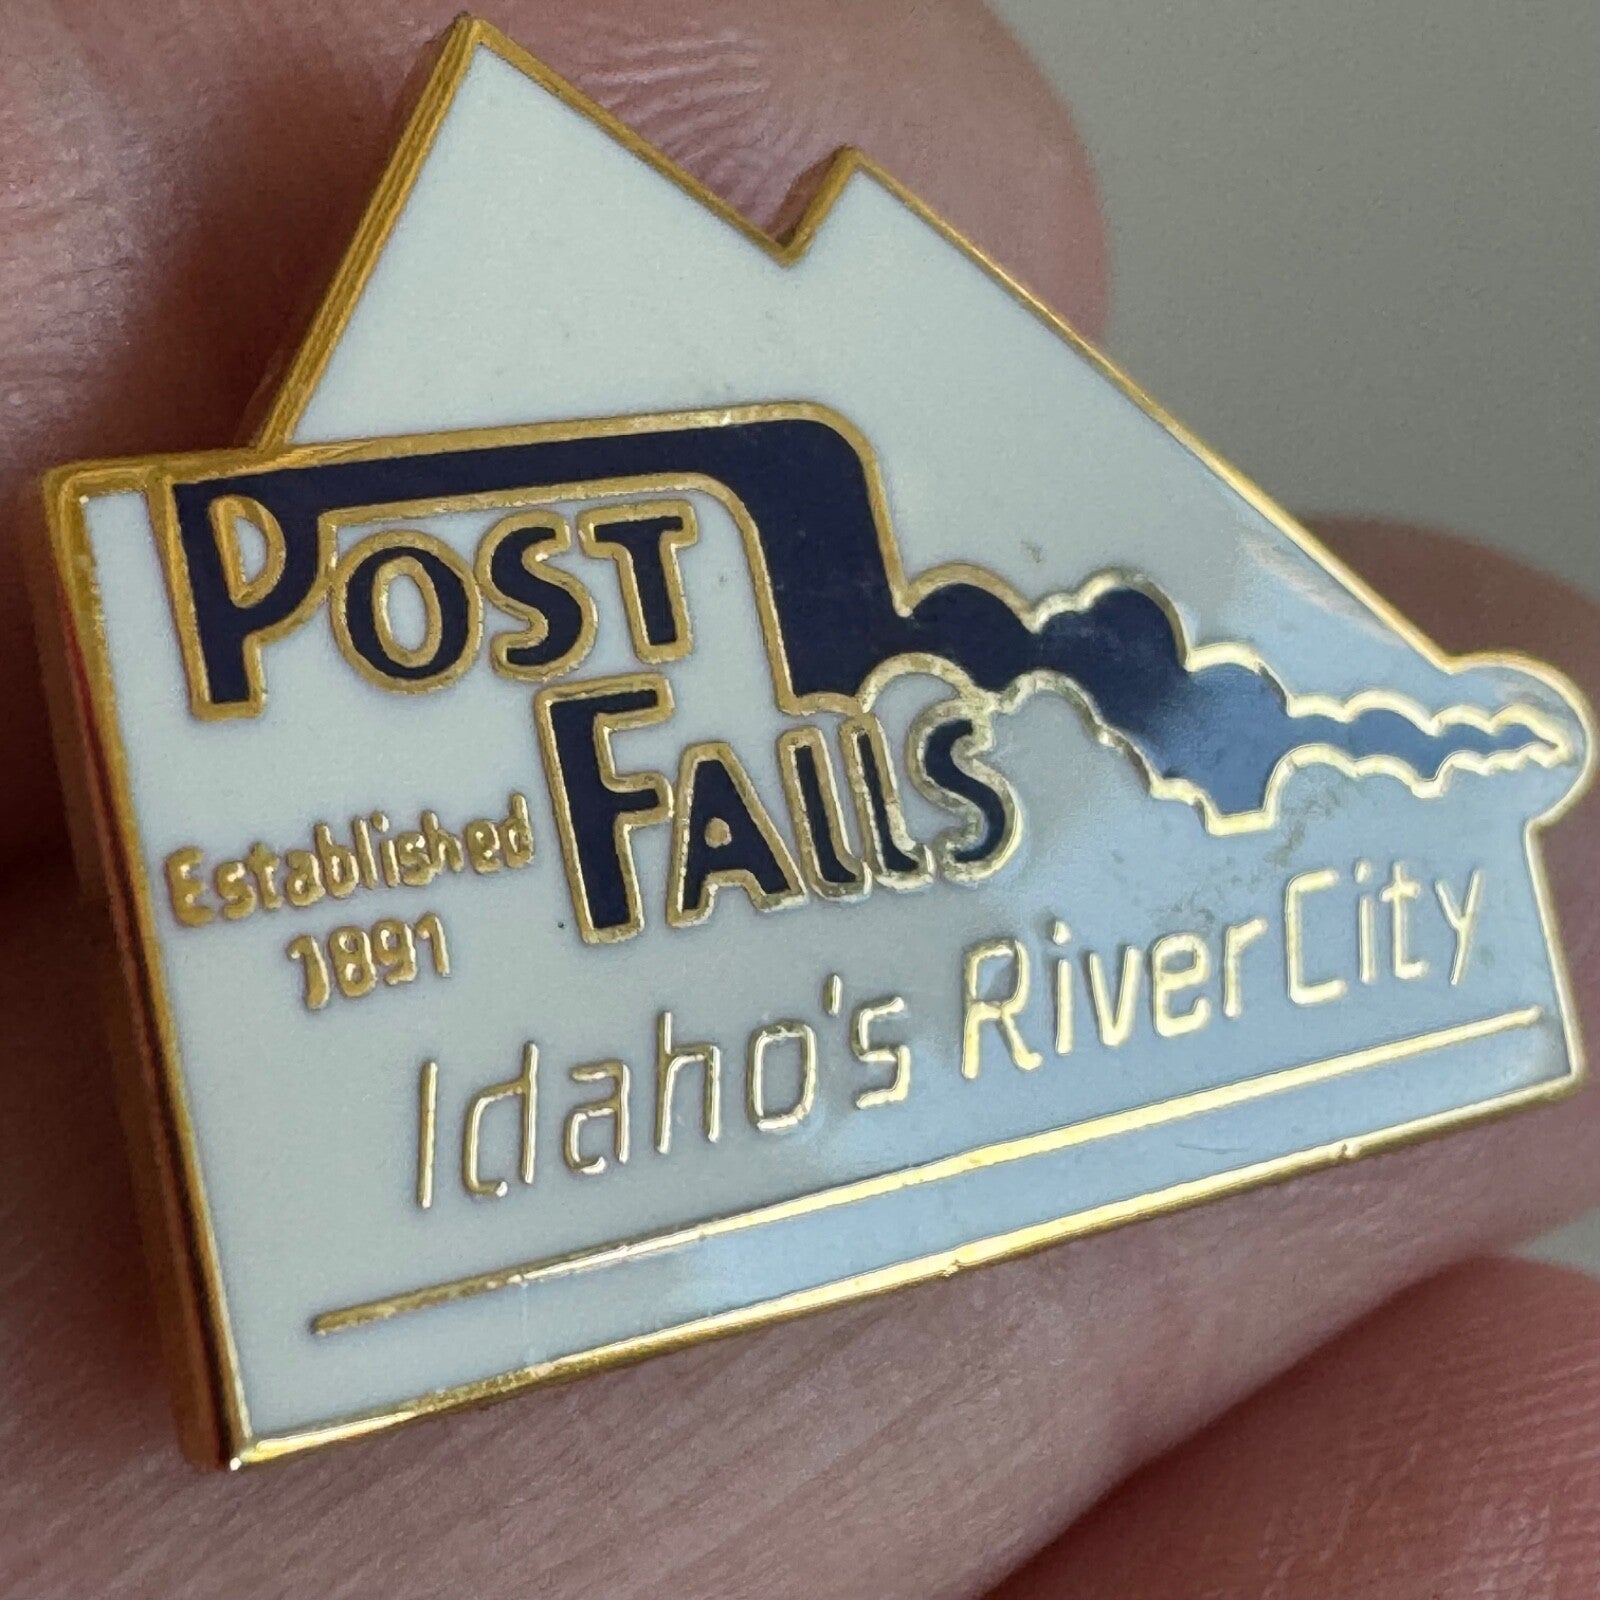 POST
FALLS
Established
1891
Idaho's River City